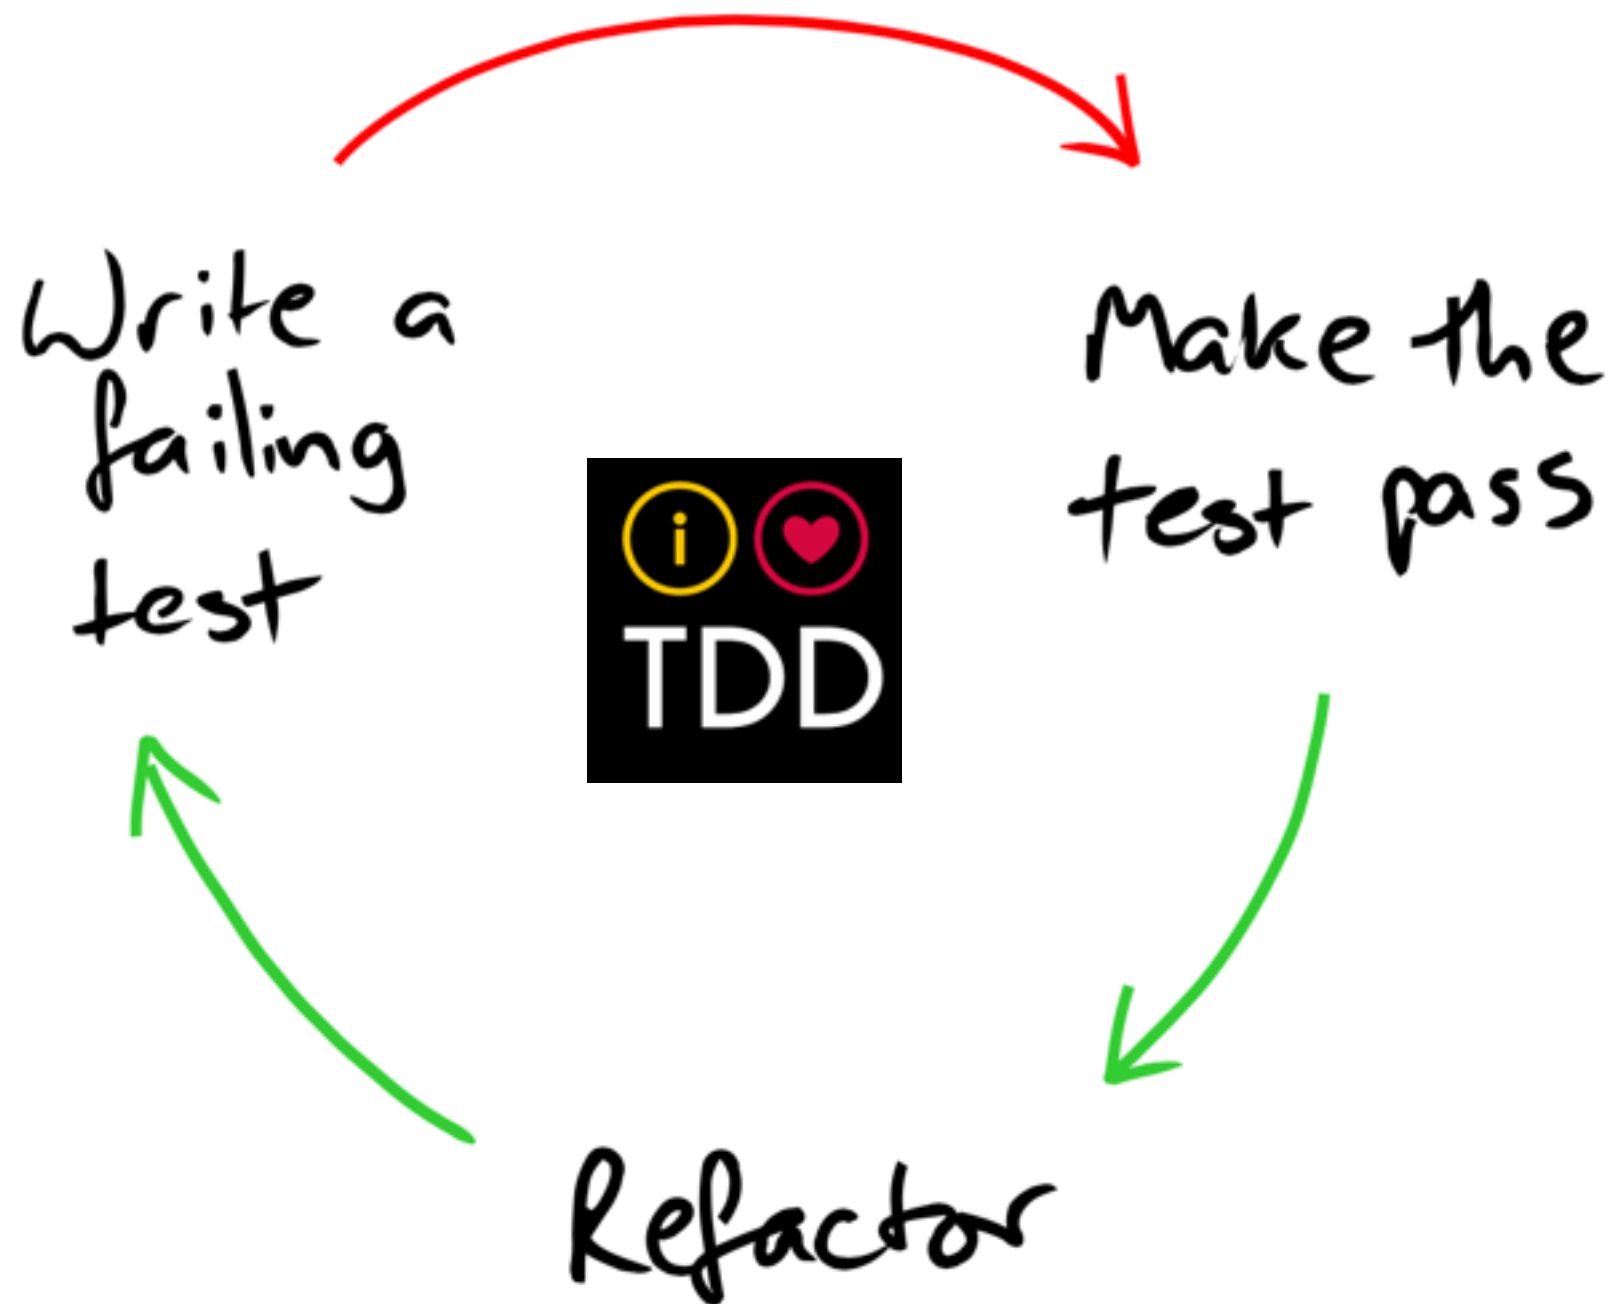 Write a
failing
test
Make the
test pass
i
TDD
Refactor